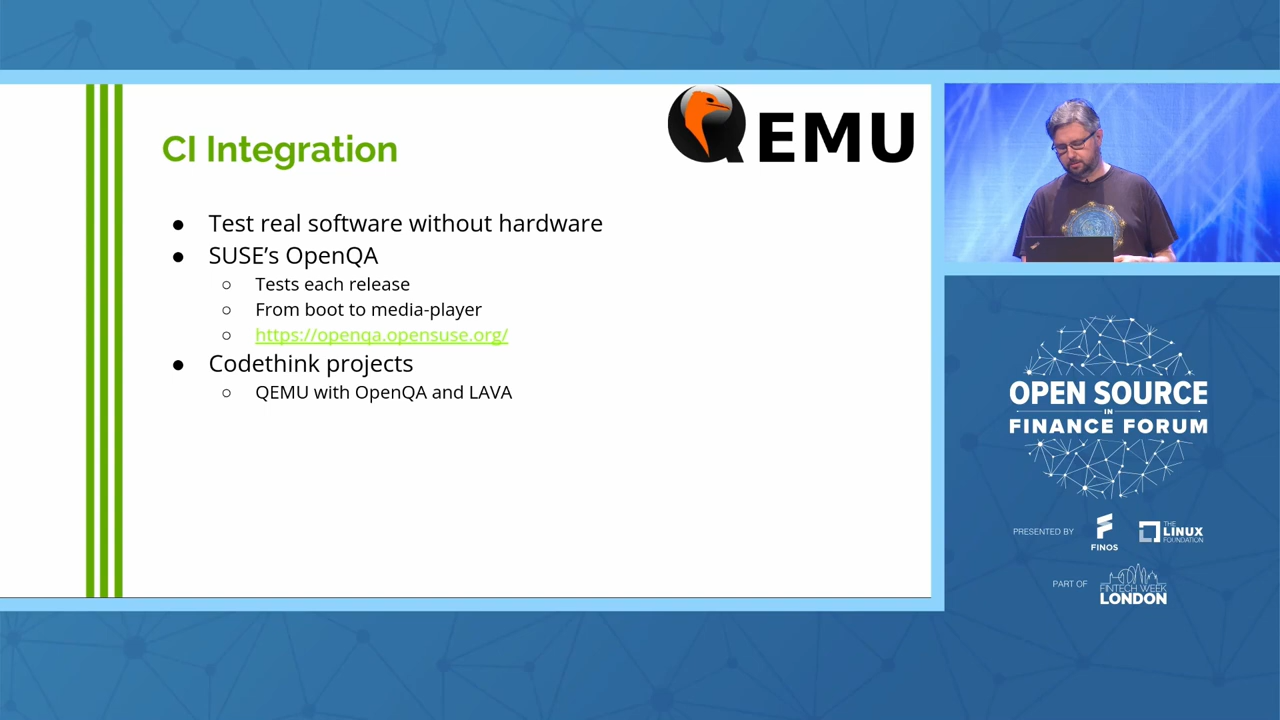 CI Integration
QEMU
● Test real software without hardware
● SUSE’s OpenQA
○ Tests each release
○ From boot to media-player
○ https://openqa.opensuse.org/
● Codethink projects
○ QEMU with OpenQA and LAVA
OPEN SOURCE
IN
FINANCE FORUM
PRESENTED BY
FINOS
THE
LINUX
FOUNDATION
PART OF
FINTECH WEEK
LONDON